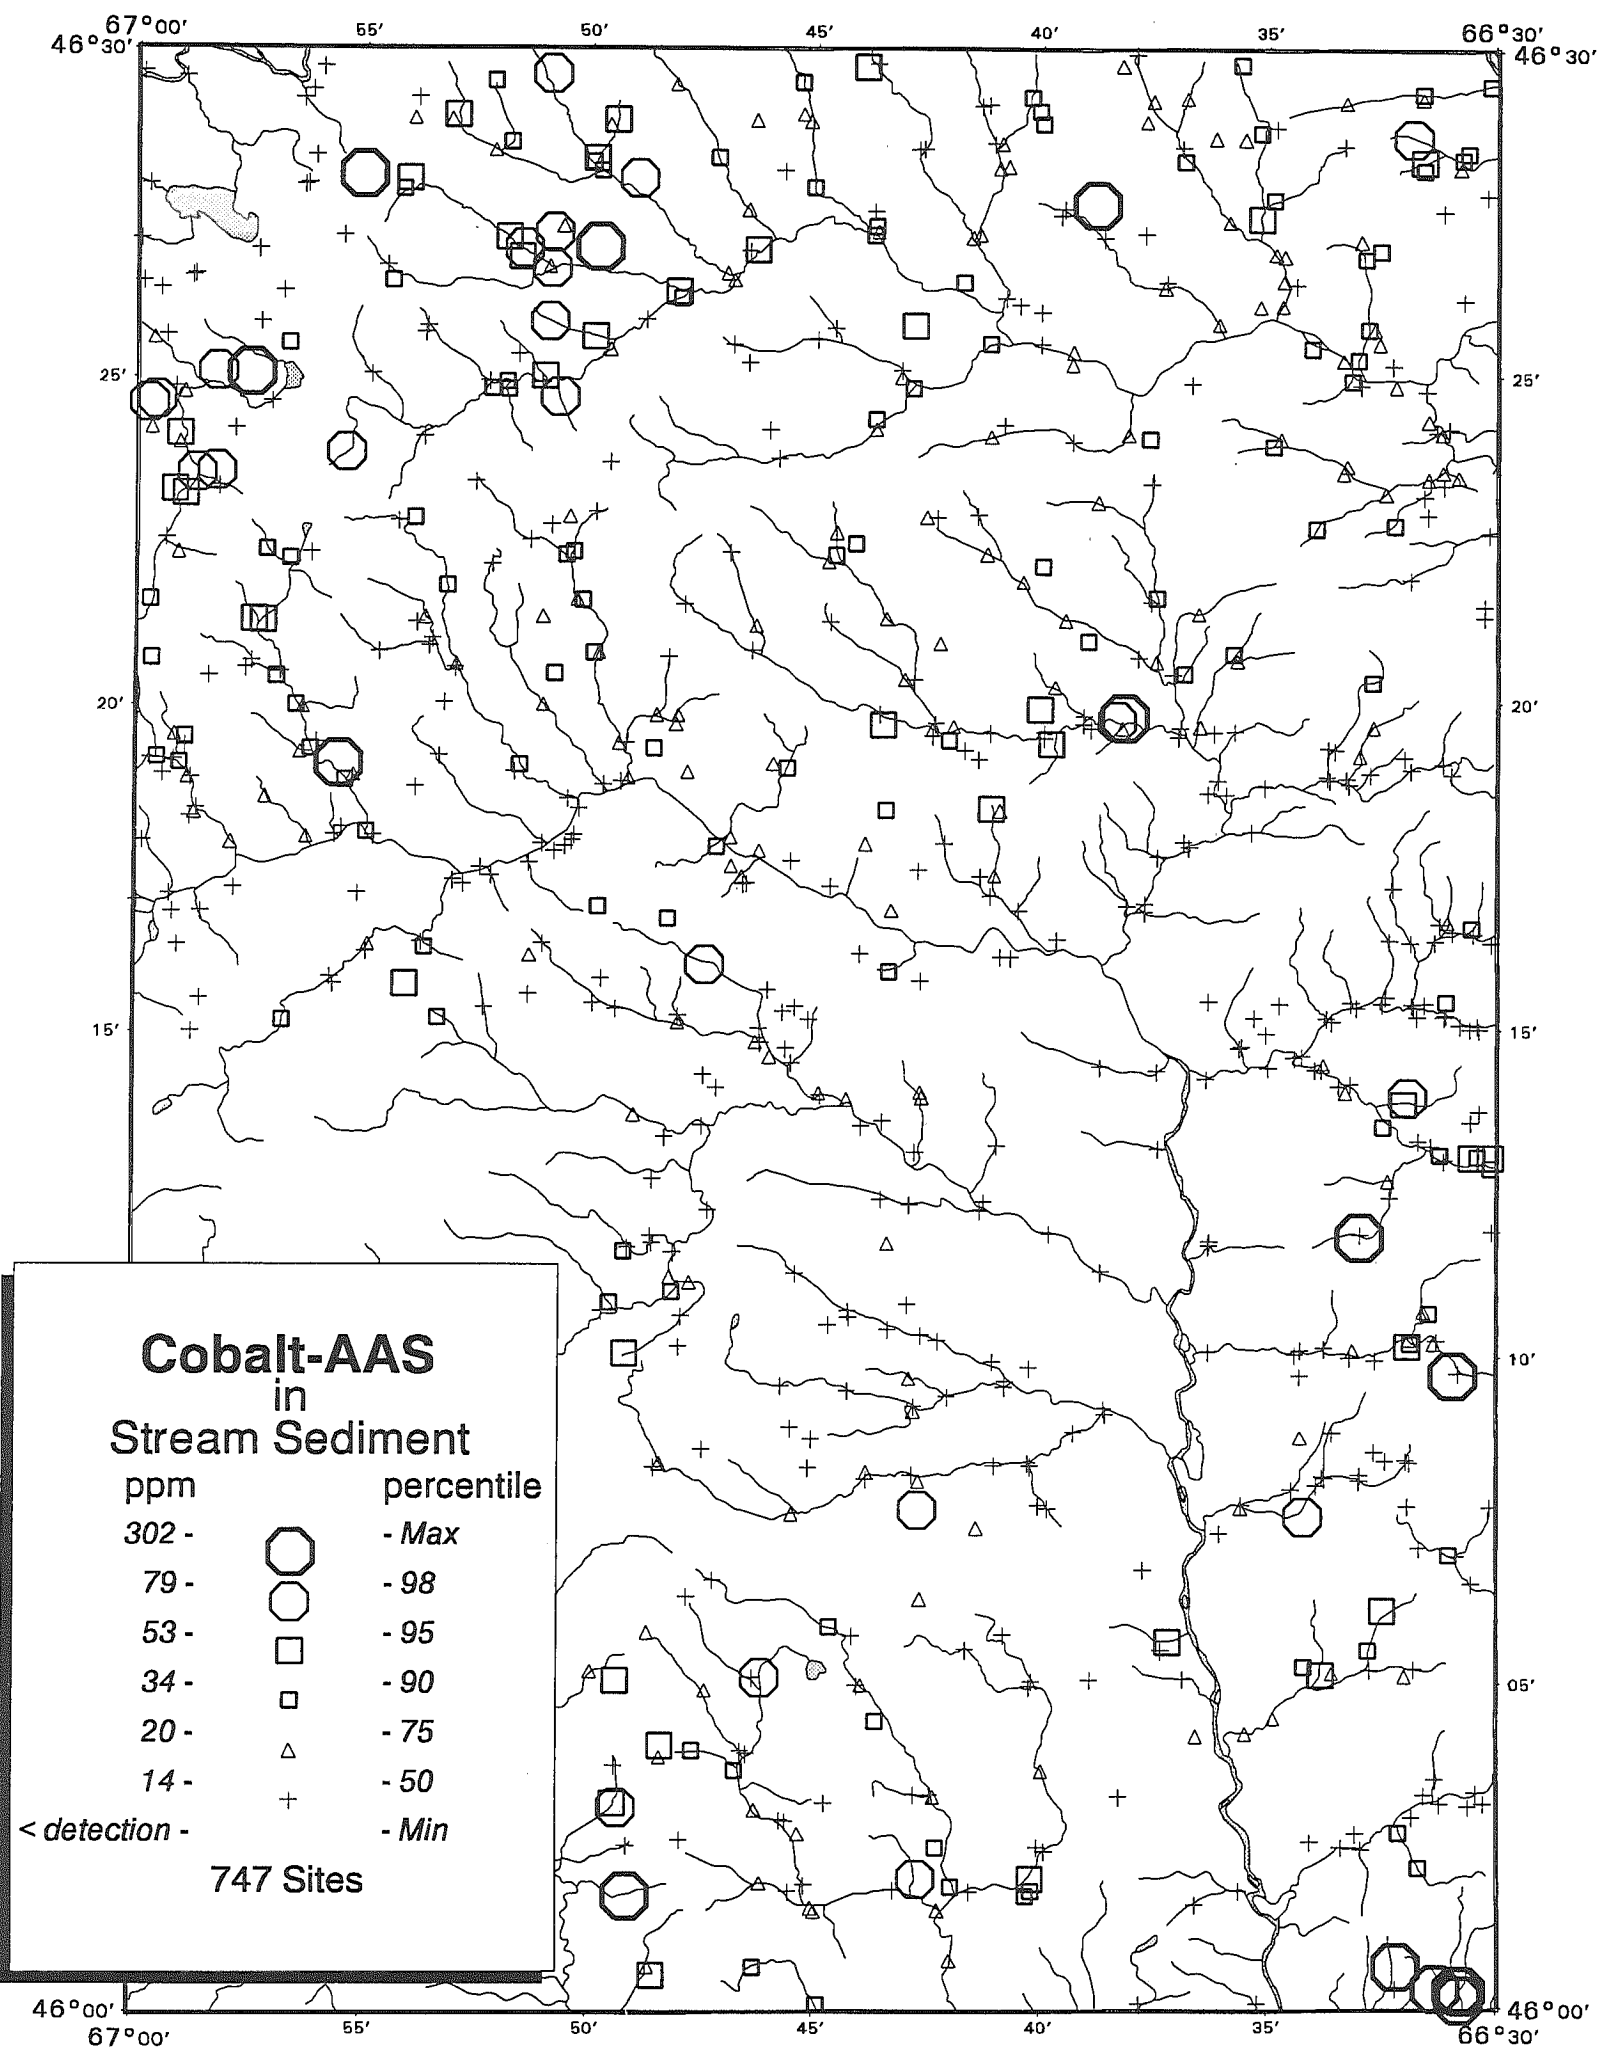 67°00′ 55′ 50′ 45′ 40′ 35′ 66°30′
46°30′ 46°30′
25′ 25′
20′ 20′
15′ 15′
10′
05′
Cobalt-AAS
in
Stream Sediment
ppm percentile
302 - - Max
79 - - 98
53 - - 95
34 - - 90
20 - - 75
14 - - 50
< detection - - Min
747 Sites
46°00′ 46°00′
67°00′ 55′ 50′ 45′ 40′ 35′ 66°30′